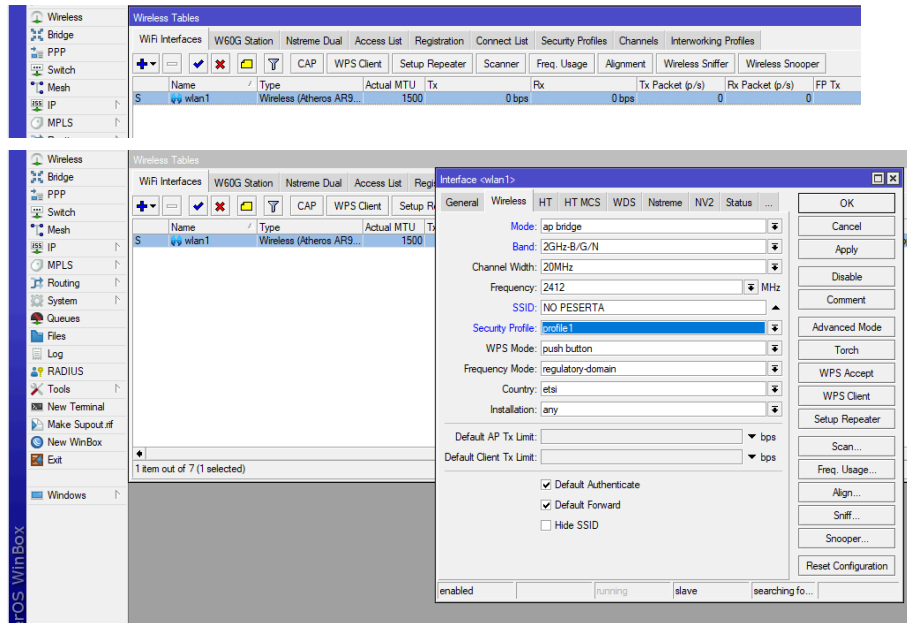 Wireless
Bridge
PPP
Switch
Mesh
IP
MPLS
Wireless Tables
WiFi Interfaces W60G Station Nstreme Dual Access List Registration Connect List Security Profiles Channels Interworking Profiles
CAP WPS Client Setup Repeater Scanner Freq. Usage Alignment Wireless Sniffer Wireless Snooper
Name / Type Actual MTU Tx Rx Tx Packet (p/s) Rx Packet (p/s) FP Tx
S wlan1 Wireless (Atheros AR9... 1500 0 bps 0 bps 0 0
Wireless
Bridge
PPP
Switch
Mesh
IP
MPLS
Routing
System
Queues
Files
Log
RADIUS
Tools
New Terminal
Make Supout.rif
New WinBox
Exit
Windows
erOS WinBox
Wireless Tables
WiFi Interfaces W60G Station Nstreme Dual Access List Regi
CAP WPS Client Setup R
Name / Type Actual MTU T
S wlan1 Wireless (Atheros AR9... 1500
1 item out of 7 (1 selected)
Interface <wlan1>
General Wireless HT HT MCS WDS Nstreme NV2 Status ...
Mode: ap bridge
Band: 2GHz-B/G/N
Channel Width: 20MHz
Frequency: 2412 MHz
SSID: NO PESERTA
Security Profile: profile1
WPS Mode: push button
Frequency Mode: regulatory-domain
Country: etsi
Installation: any
Default AP Tx Limit: bps
Default Client Tx Limit: bps
Default Authenticate
Default Forward
Hide SSID
OK
Cancel
Apply
Disable
Comment
Advanced Mode
Torch
WPS Accept
WPS Client
Setup Repeater
Scan...
Freq. Usage...
Align...
Sniff...
Snooper...
Reset Configuration
enabled running slave searching fo...